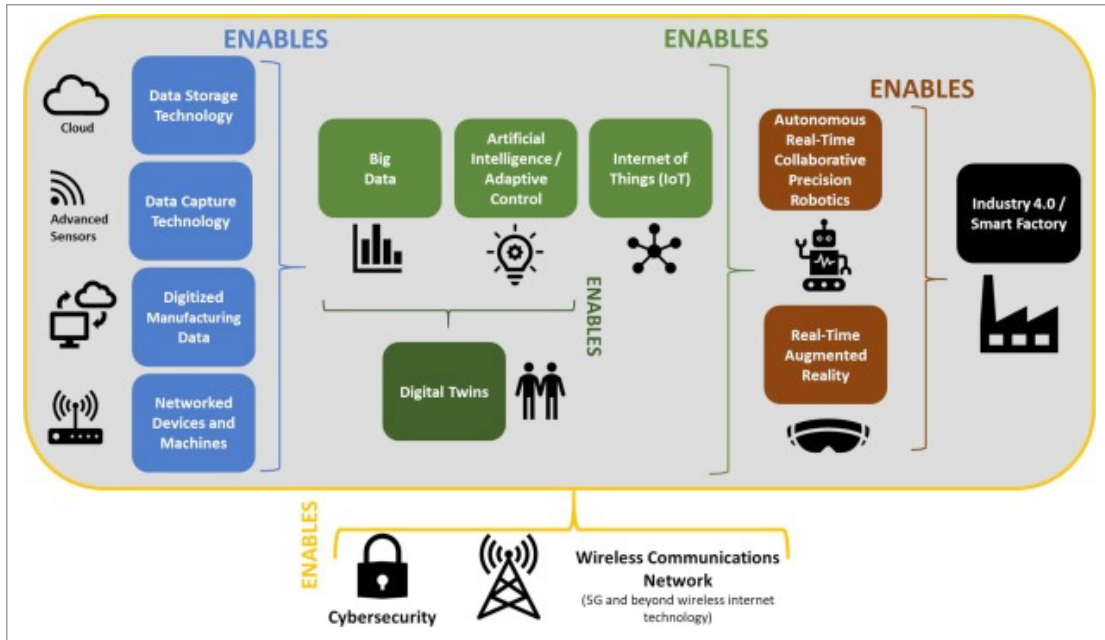 ENABLES
ENABLES
ENABLES
Cloud
Data Storage
Technology
Advanced
Sensors
Data Capture
Technology
Digitized
Manufacturing
Data
Networked
Devices and
Machines
Big
Data
Artificial
Intelligence /
Adaptive
Control
Internet of
Things (IoT)
ENABLES
Digital Twins
Autonomous
Real-Time
Collaborative
Precision
Robotics
Real-Time
Augmented
Reality
Industry 4.0 /
Smart Factory
ENABLES
Cybersecurity
Wireless Communications
Network
(5G and beyond wireless internet
technology)